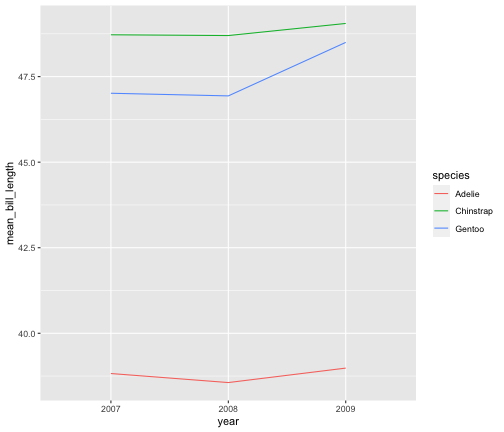 mean_bill_length
47.5
45.0
42.5
40.0
2007
2008
2009
year
species
Adelie
Chinstrap
Gentoo